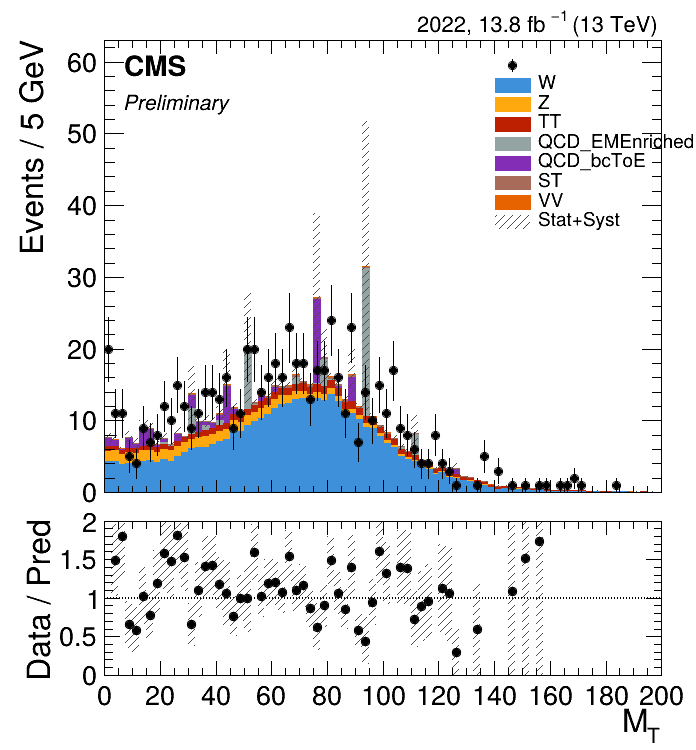 2022, 13.8 fb⁻¹ (13 TeV)
Events / 5 GeV
60
50
40
30
20
10
0
CMS
Preliminary
W
Z
TT
QCD_EMEnriched
QCD_bcToE
ST
VV
Stat+Syst
Data / Pred
2
1.5
1
0.5
0
0 20 40 60 80 100 120 140 160 180 200
M_T